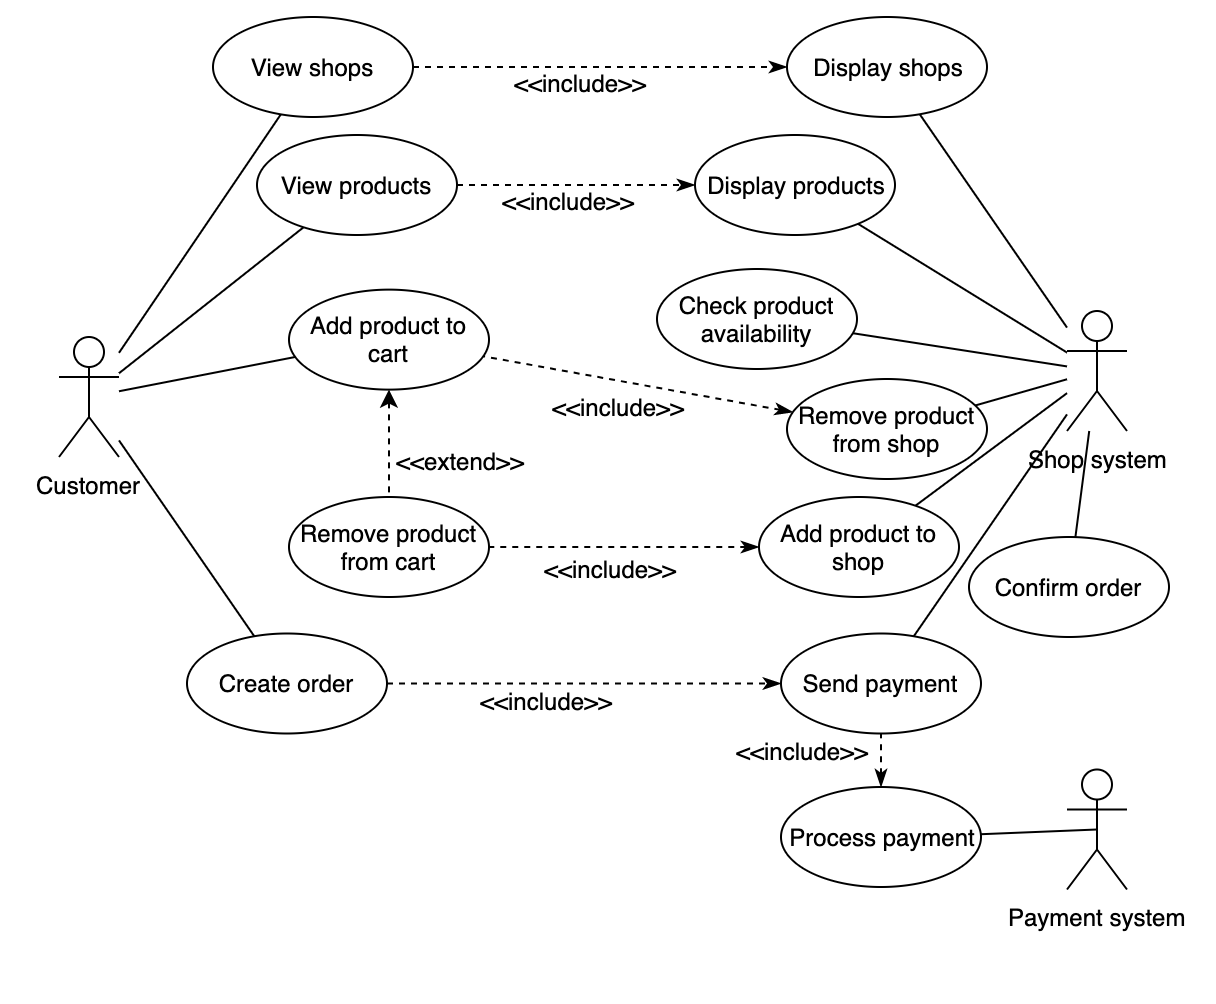 View shops
<<include>>
Display shops
View products
<<include>>
Display products
Check product
availability
Add product to
cart
<<include>>
Remove product
from shop
<<extend>>
Customer
Shop system
Remove product
from cart
<<include>>
Add product to
shop
Confirm order
Create order
<<include>>
Send payment
<<include>>
Process payment
Payment system